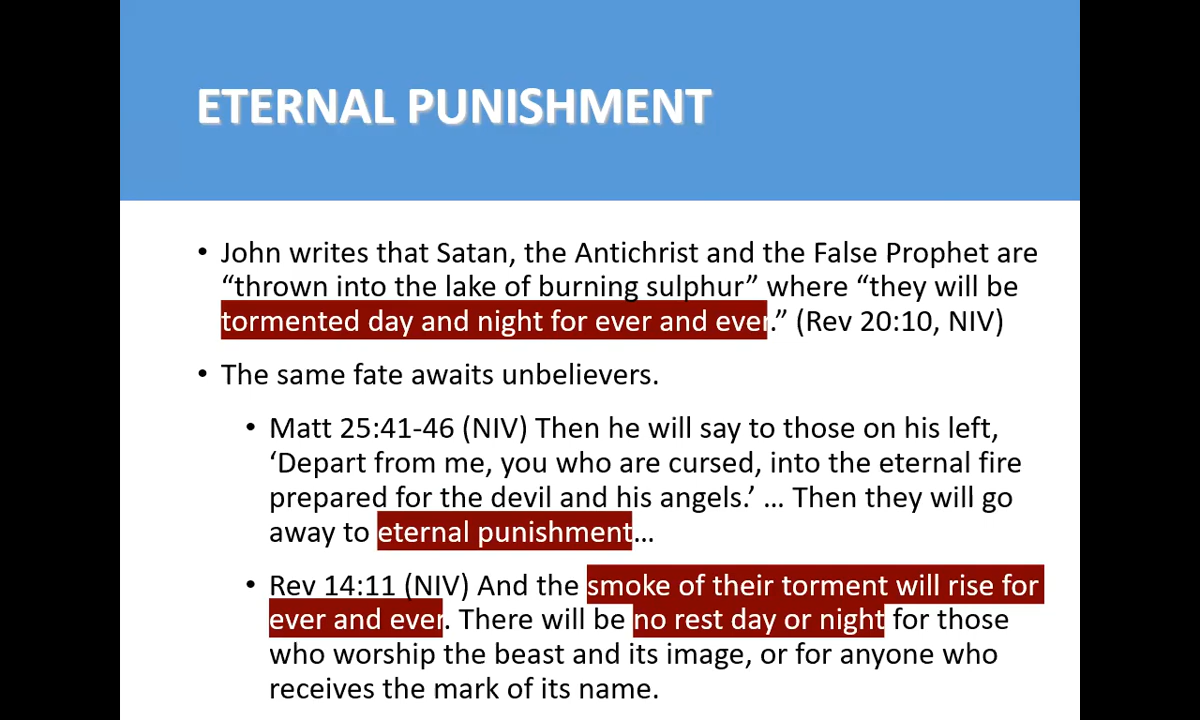 ETERNAL PUNISHMENT
• John writes that Satan, the Antichrist and the False Prophet are
“thrown into the lake of burning sulphur” where “they will be
tormented day and night for ever and ever.” (Rev 20:10, NIV)
• The same fate awaits unbelievers.
• Matt 25:41-46 (NIV) Then he will say to those on his left,
‘Depart from me, you who are cursed, into the eternal fire
prepared for the devil and his angels.’ … Then they will go
away to eternal punishment…
• Rev 14:11 (NIV) And the smoke of their torment will rise for
ever and ever. There will be no rest day or night for those
who worship the beast and its image, or for anyone who
receives the mark of its name.